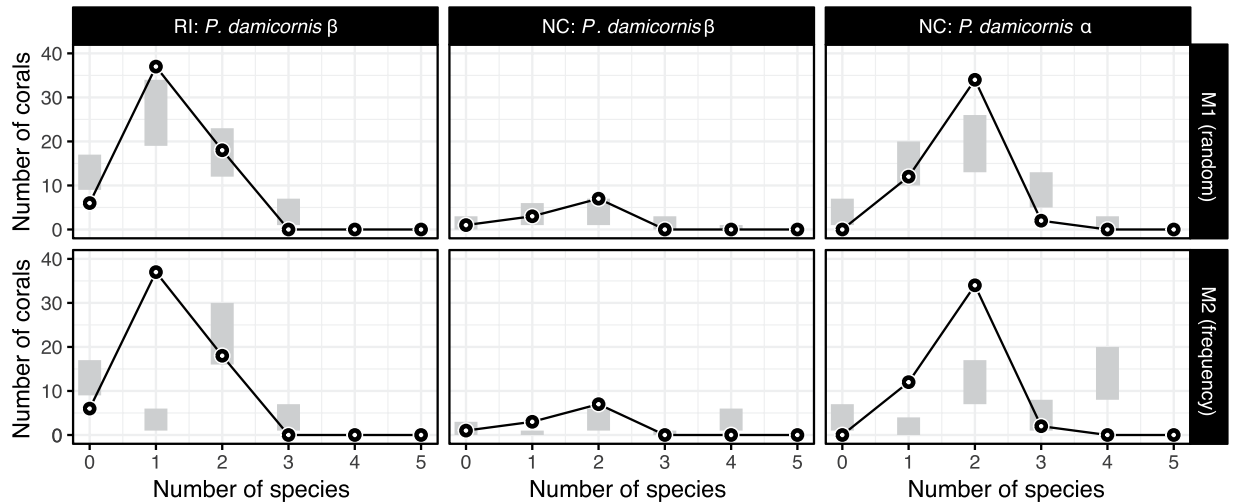 RI: P. damicornis β
NC: P. damicornis β
NC: P. damicornis α
Number of corals
40
30
20
10
0
M1 (random)
Number of corals
40
30
20
10
0
M2 (frequency)
0 1 2 3 4 5
0 1 2 3 4 5
0 1 2 3 4 5
Number of species
Number of species
Number of species